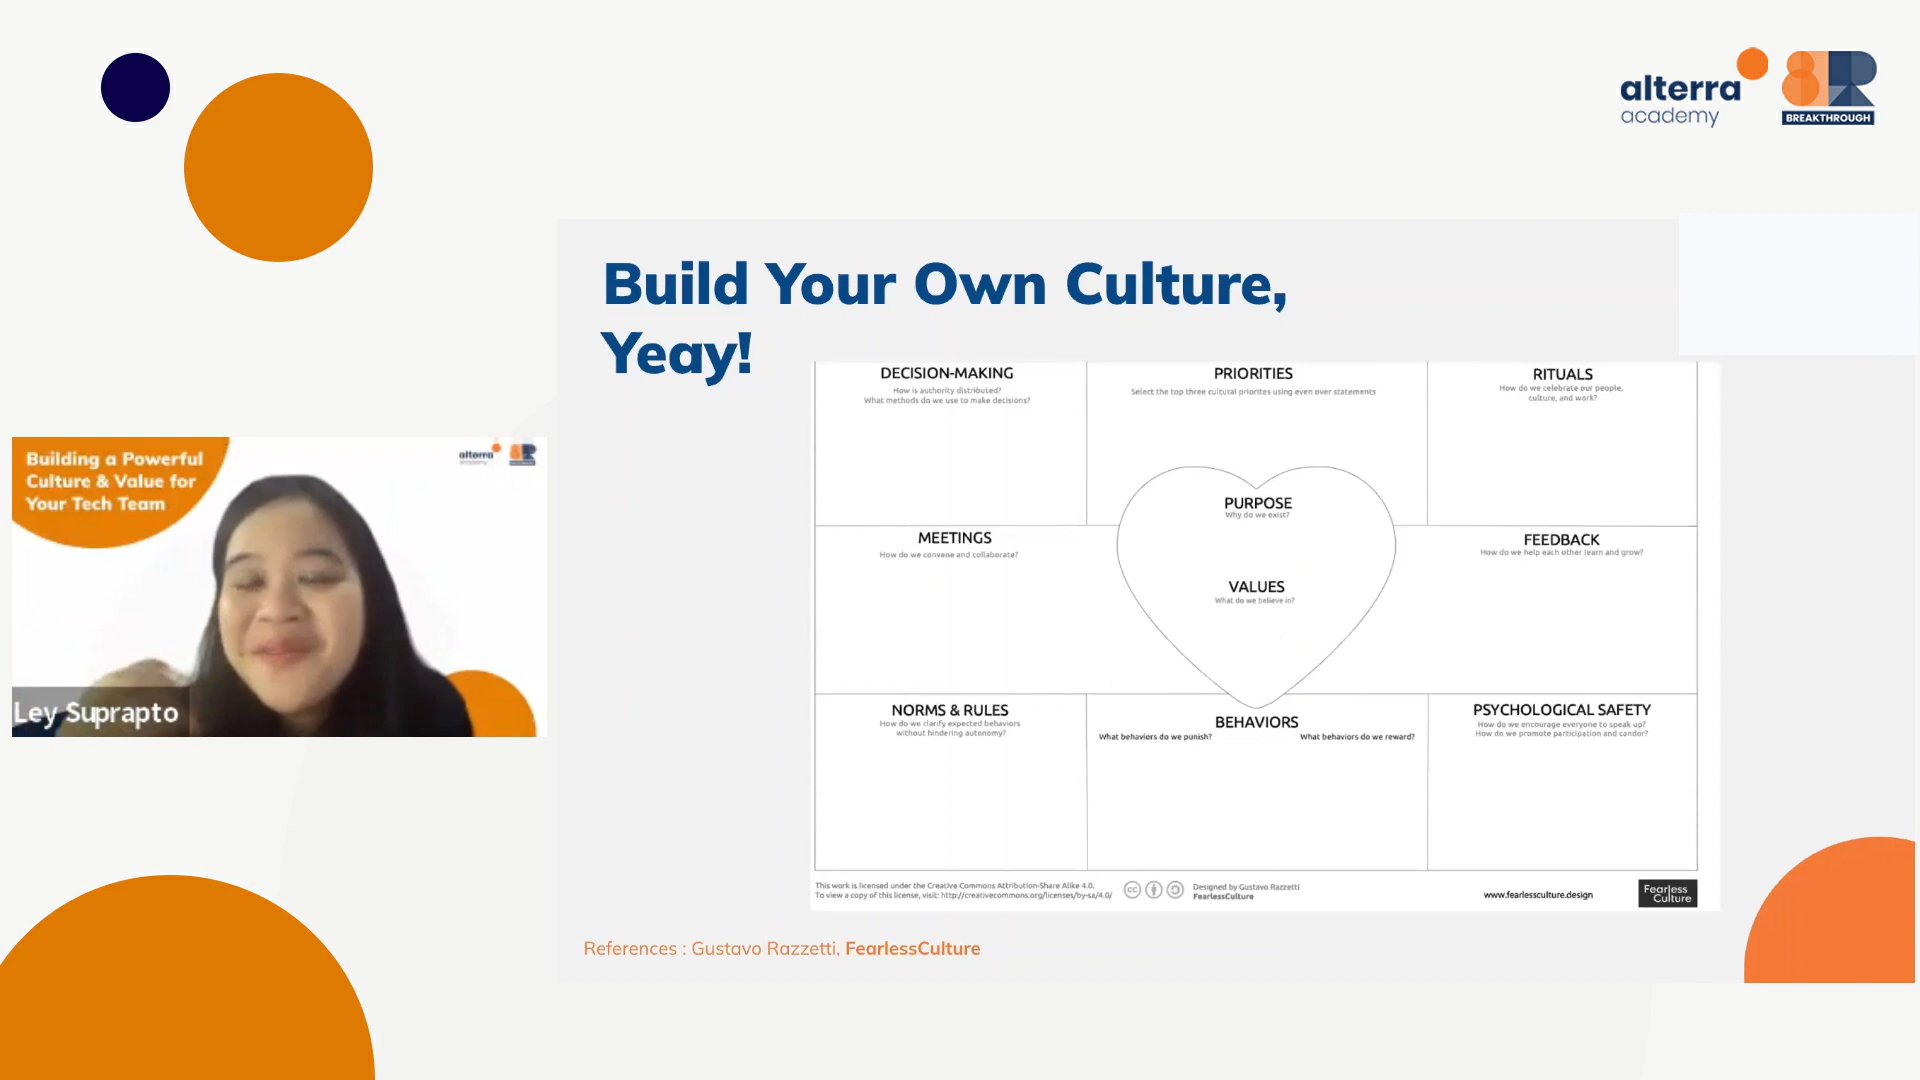 alterra
academy
BREAKTHROUGH
Build Your Own Culture,
Yeay!
DECISION-MAKING
How is authority distributed?
What methods do we use to make decisions?
PRIORITIES
Select the top three cultural priorites using even over statements
RITUALS
How do we celebrate our people,
culture, and work?
PURPOSE
Why do we exist?
VALUES
What do we believe in?
MEETINGS
How do we convene and collaborate?
FEEDBACK
How do we help each other learn and grow?
NORMS & RULES
How do we clarify expected behaviors
without hindering autonomy?
BEHAVIORS
What behaviors do we punish?
What behaviors do we reward?
PSYCHOLOGICAL SAFETY
How do we encourage everyone to speak up?
How do we promote participation and candor?
This work is licensed under the Creative Commons Attribution-Share Alike 4.0.
To view a copy of this license, visit: http://creativecommons.org/licenses/by-sa/4.0/
Designed by Gustavo Razzetti
FearlessCulture
www.fearlessculture.design
Fearless
Culture
References : Gustavo Razzetti, FearlessCulture
Building a Powerful
Culture & Value for
Your Tech Team
alterra
Ley Suprapto